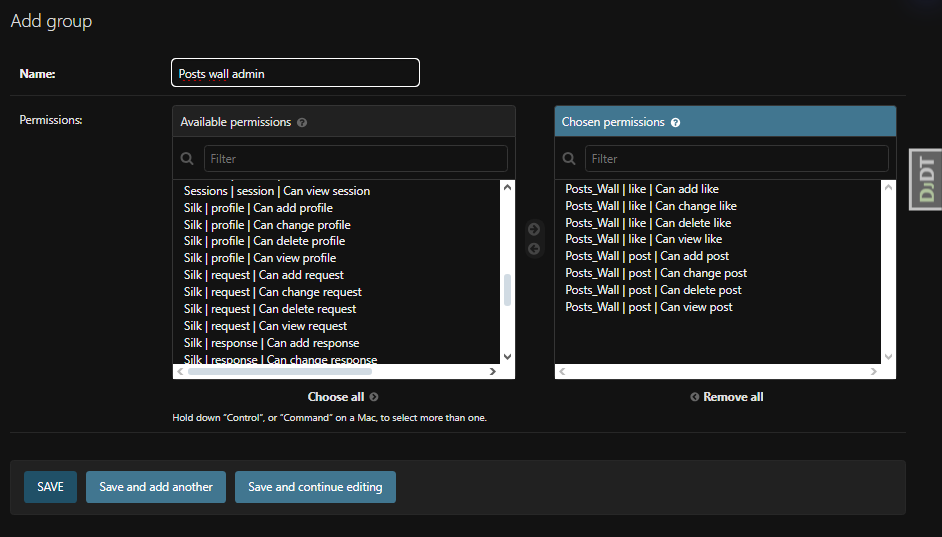 Add group
Name:
Posts wall admin
Permissions:
Available permissions ?
Filter
Sessions | session | Can view session
Silk | profile | Can add profile
Silk | profile | Can change profile
Silk | profile | Can delete profile
Silk | profile | Can view profile
Silk | request | Can add request
Silk | request | Can change request
Silk | request | Can delete request
Silk | request | Can view request
Silk | response | Can add response
Silk | response | Can change response
Choose all
Hold down “Control”, or “Command” on a Mac, to select more than one.
Chosen permissions ?
Filter
Posts_Wall | like | Can add like
Posts_Wall | like | Can change like
Posts_Wall | like | Can delete like
Posts_Wall | like | Can view like
Posts_Wall | post | Can add post
Posts_Wall | post | Can change post
Posts_Wall | post | Can delete post
Posts_Wall | post | Can view post
Remove all
DJDT
SAVE
Save and add another
Save and continue editing